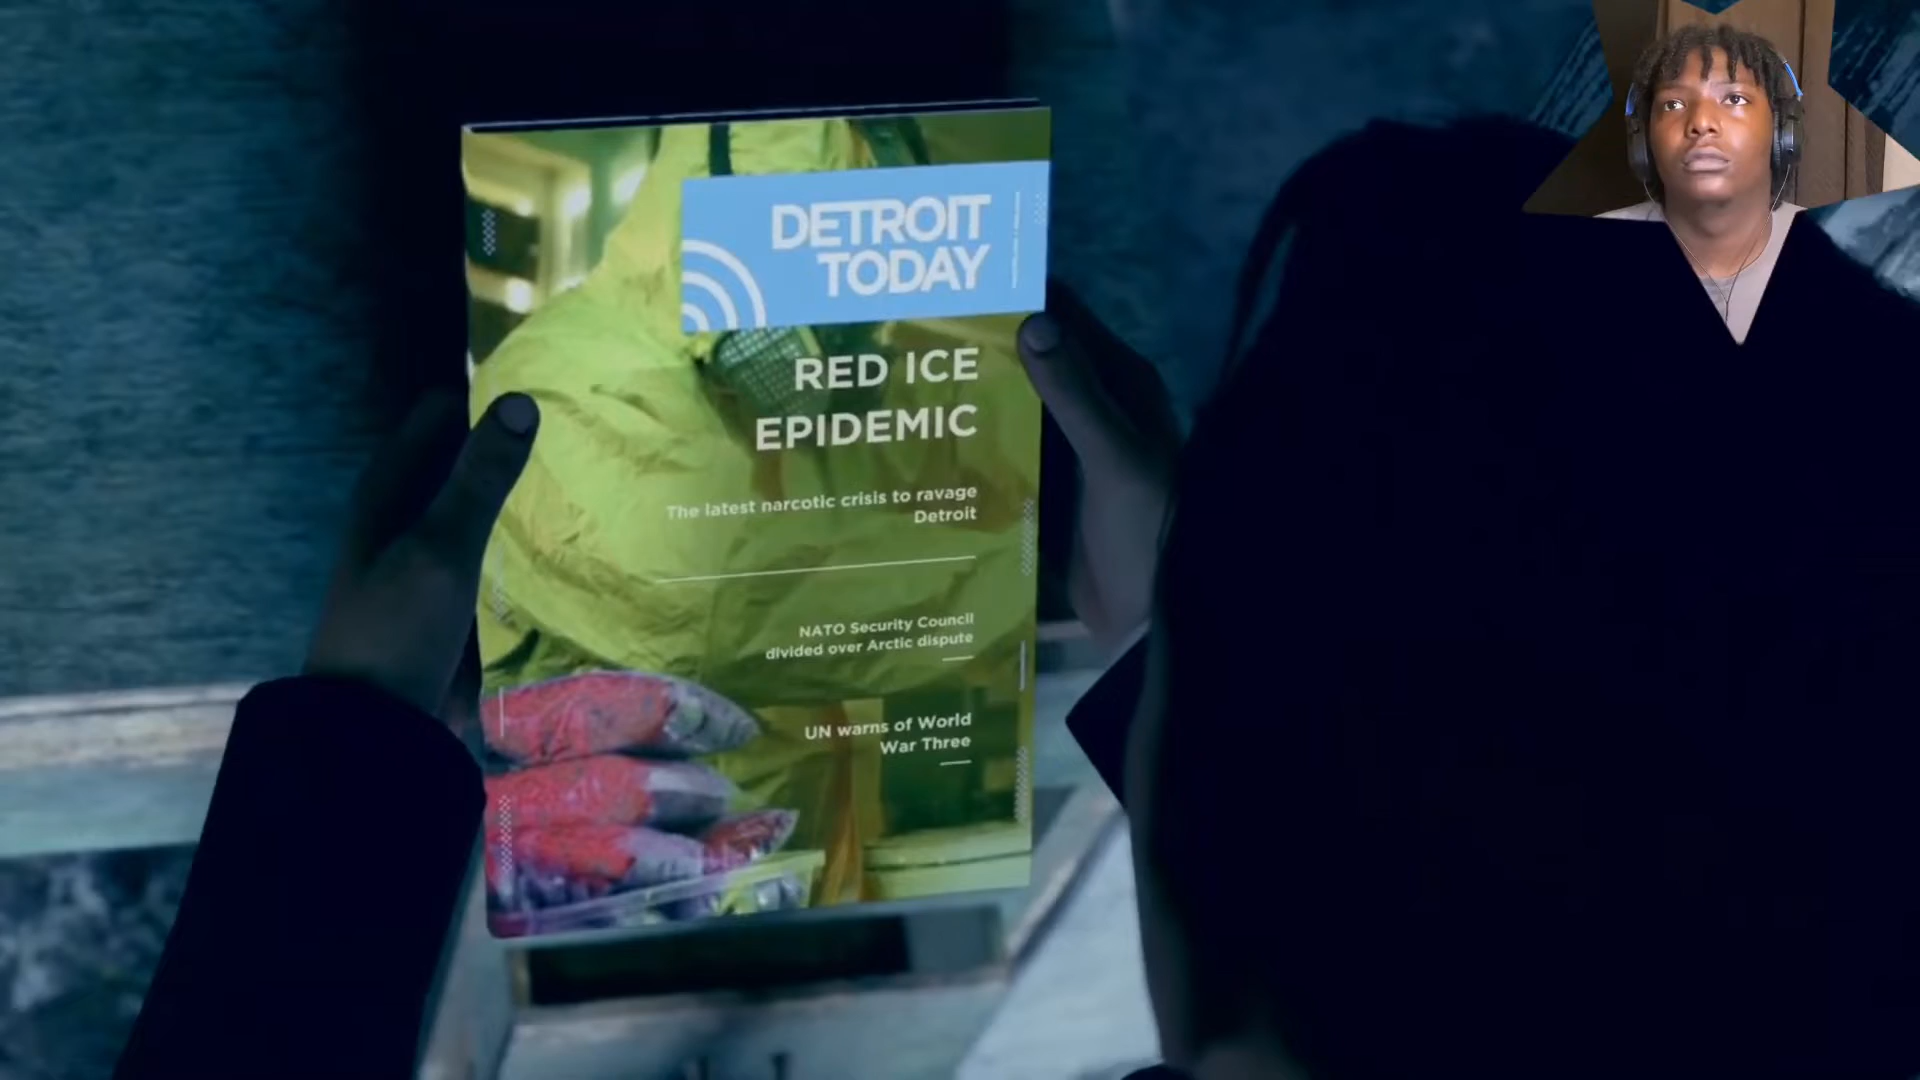 DETROIT
TODAY
RED ICE
EPIDEMIC
The latest narcotic crisis to ravage
Detroit
NATO Security Council
divided over Arctic dispute
UN warns of World
War Three